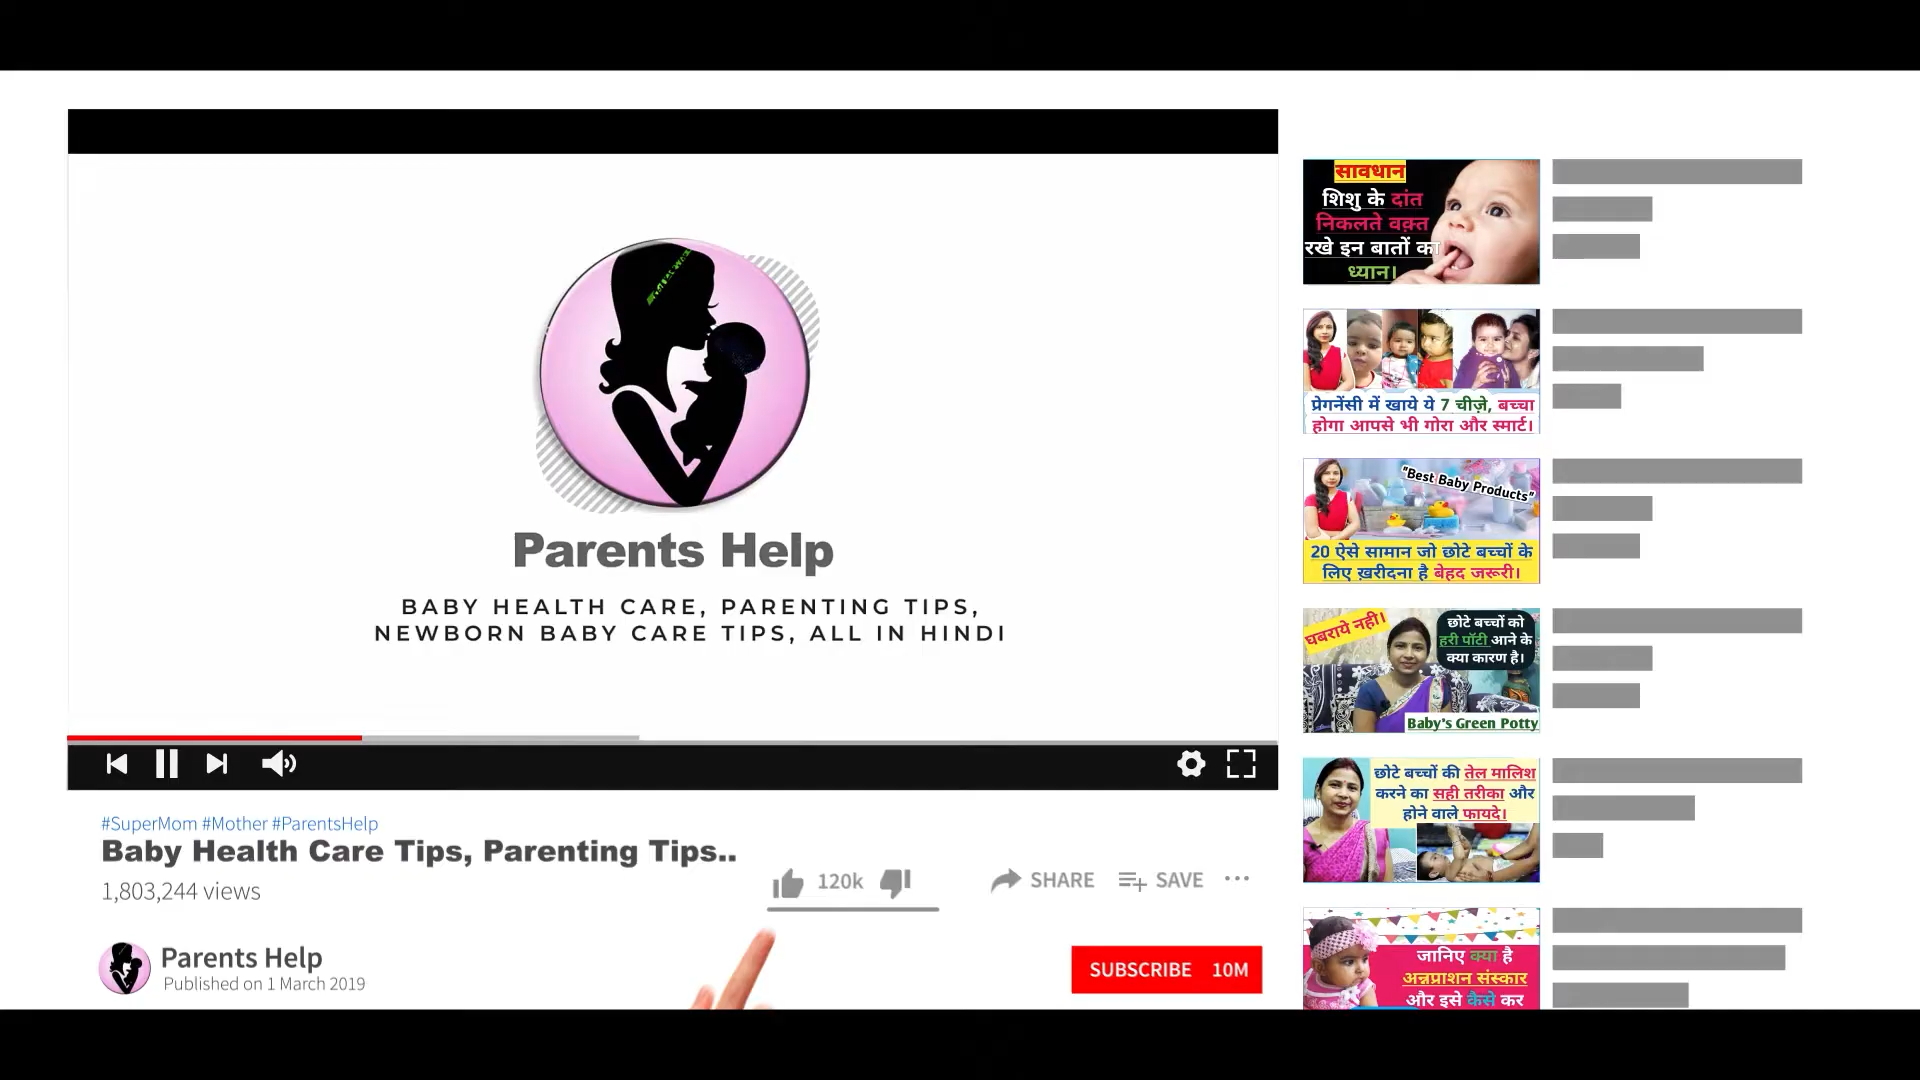 Parents Help
BABY HEALTH CARE, PARENTING TIPS,
NEWBORN BABY CARE TIPS, ALL IN HINDI
#SuperMom #Mother #ParentsHelp
Baby Health Care Tips, Parenting Tips..
1,803,244 views
120k
SHARE
SAVE
Parents Help
Published on 1 March 2019
SUBSCRIBE 10M
सावधान
शिशु के दांत
निकलते वक़्त
रखे इन बातों का
ध्यान।
प्रेगनेंसी में खाये ये 7 चीज़े, बच्चा
होगा आपसे भी गोरा और स्मार्ट।
"Best Baby Products"
20 ऐसे सामान जो छोटे बच्चों के
लिए ख़रीदना है बेहद जरूरी।
घबराये नही।
छोटे बच्चों को
हरी पॉटी आने के
क्या कारण है।
Baby's Green Potty
छोटे बच्चों की तेल मालिश
करने का सही तरीका और
होने वाले फायदे।
जानिए क्या है
अन्नप्राशन संस्कार
और इसे कैसे कर